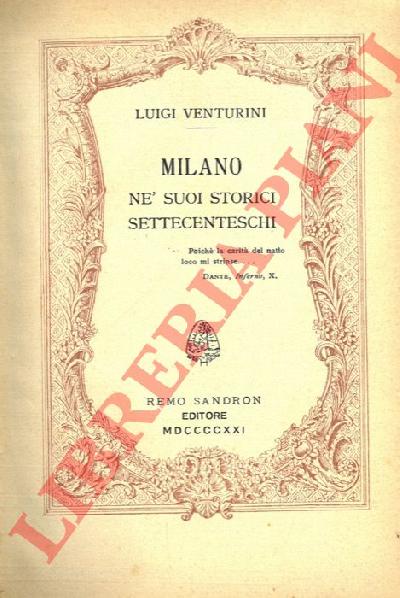 LUIGI VENTURINI
MILANO
NE' SUOI STORICI
SETTECENTESCHI
Poichè la carità del natio
loco mi strinse....
DANTE, Inferno, X.
REMO SANDRON
EDITORE
MDCCCCXXI
LIBRERIA PIANI